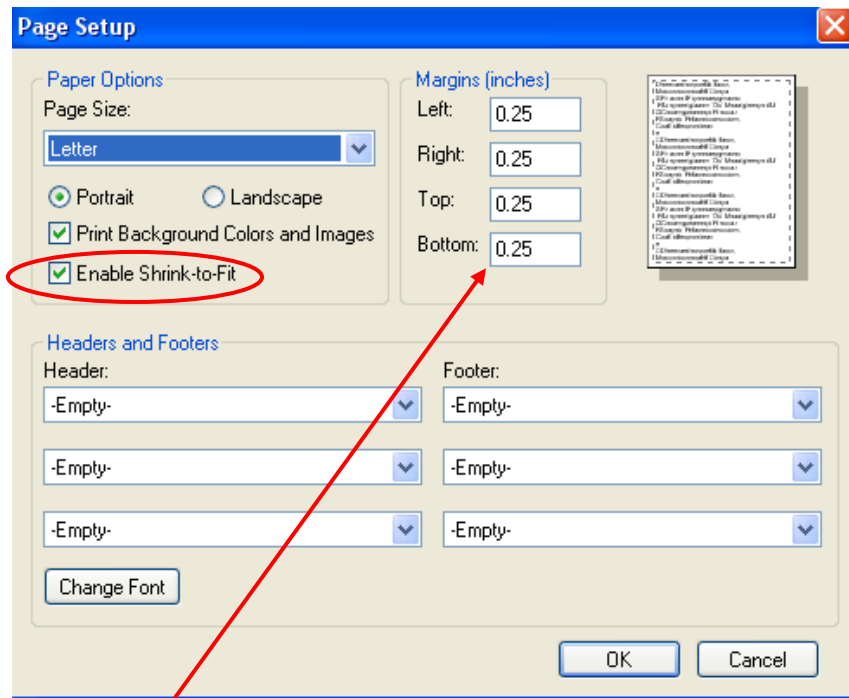 Page Setup
Paper Options
Page Size:
Letter
Portrait Landscape
Print Background Colors and Images
Enable Shrink-to-Fit
Margins (inches)
Left: 0.25
Right: 0.25
Top: 0.25
Bottom: 0.25
Headers and Footers
Header: Footer:
-Empty- -Empty-
-Empty- -Empty-
-Empty- -Empty-
Change Font
OK Cancel